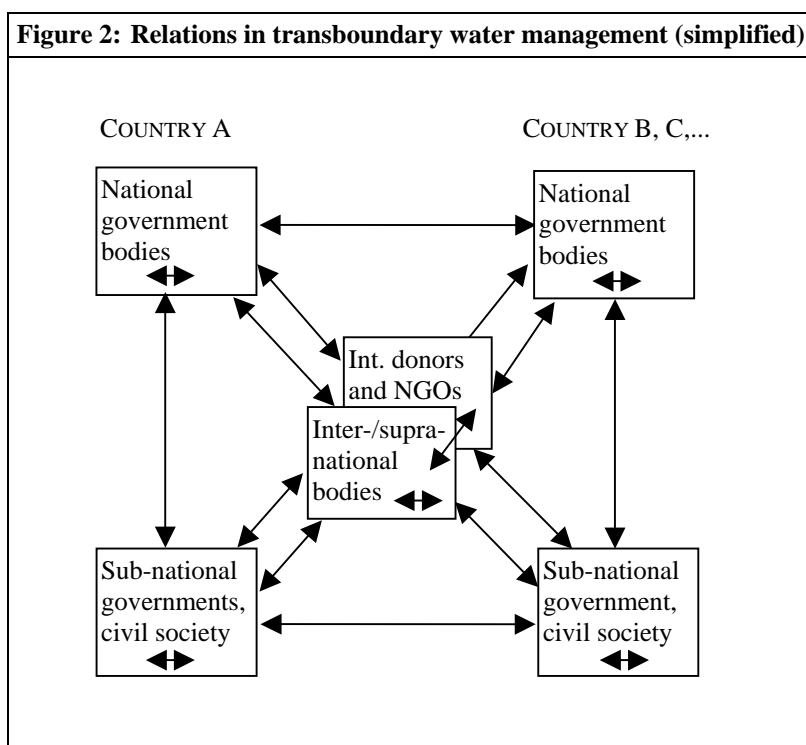 Figure 2: Relations in transboundary water management (simplified)
COUNTRY A
COUNTRY B, C,...
National
government
bodies
National
government
bodies
Int. donors
and NGOs
Inter-/supra-
national
bodies
Sub-national
governments,
civil society
Sub-national
government,
civil society